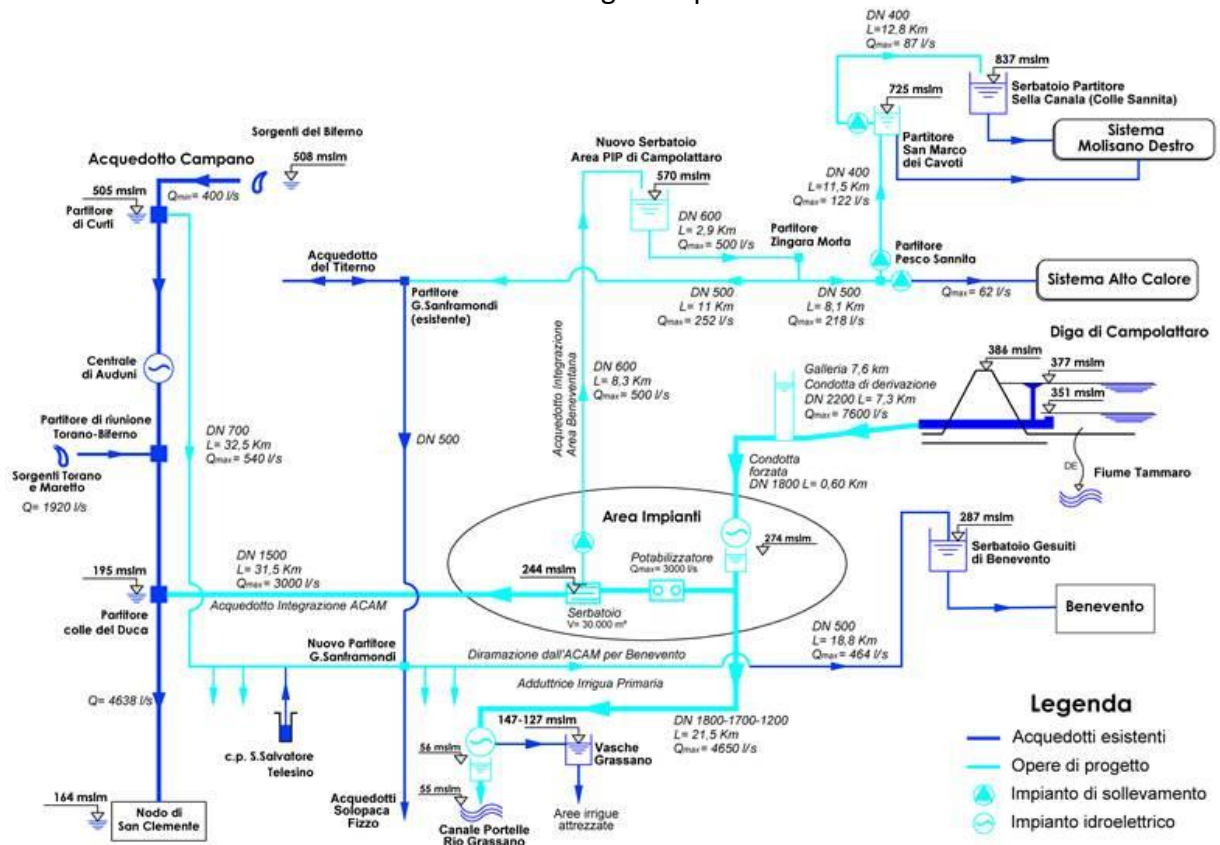 DN 400
L=12,8 Km
Qmax= 87 l/s
837 mslm
Serbatoio Partitore
Sella Canala (Colle Sannita)
725 mslm
Partitore
San Marco
dei Cavoti
Sistema
Molisano Destro
Sorgenti del Biferno
508 mslm
Acquedotto Campano
Qmin= 400 l/s
505 mslm
Partitore
di Curti
Nuovo Serbatoio
Area PIP di Campolattaro
570 mslm
DN 600
L= 2,9 Km
Qmax= 500 l/s
DN 400
L=11,5 Km
Qmax= 122 l/s
Partitore
Zingara Morta
Partitore
Pesco Sannita
Acquedotto
del Titerno
Partitore
G.Sanframondi
(esistente)
DN 500
L= 11 Km
Qmax= 252 l/s
DN 500
L= 8,1 Km
Qmax= 218 l/s
Qmax= 62 l/s
Sistema Alto Calore
Diga di Campolattaro
386 mslm
377 mslm
351 mslm
Galleria 7,6 km
Condotta di derivazione
DN 2200 L= 7,3 Km
Qmax= 7600 l/s
Centrale
di Auduni
Acquedotto Integrazione
Area Beneventana
DN 600
L= 8,3 Km
Qmax= 500 l/s
Partitore di riunione
Torano-Biferno
Sorgenti Torano
e Maretto
Q= 1920 l/s
DN 700
L= 32,5 Km
Qmax= 540 l/s
DN 500
Condotta
forzata
DN 1800 L= 0,60 Km
DE
Fiume Tammaro
Area Impianti
274 mslm
287 mslm
Serbatoio Gesuiti
di Benevento
DN 1500
L= 31,5 Km
Qmax= 3000 l/s
195 mslm
244 mslm
Potabilizzatore
Qmax= 3000 l/s
Acquedotto Integrazione ACAM
Serbatoio
V= 30.000 m³
Partitore
colle del Duca
Benevento
DN 500
L= 18,8 Km
Qmax= 464 l/s
Nuovo Partitore
G.Sanframondi
Diramazione dall'ACAM per Benevento
Adduttrice Irrigua Primaria
Q= 4638 l/s
c.p. S.Salvatore
Telesino
147-127 mslm
DN 1800-1700-1200
L= 21,5 Km
Qmax= 4650 l/s
56 mslm
Vasche
Grassano
55 mslm
Aree irrigue
attrezzate
Canale Portelle
Rio Grassano
Acquedotti
Solopaca
Fizzo
164 mslm
Nodo di
San Clemente
Legenda
Acquedotti esistenti
Opere di progetto
Impianto di sollevamento
Impianto idroelettrico